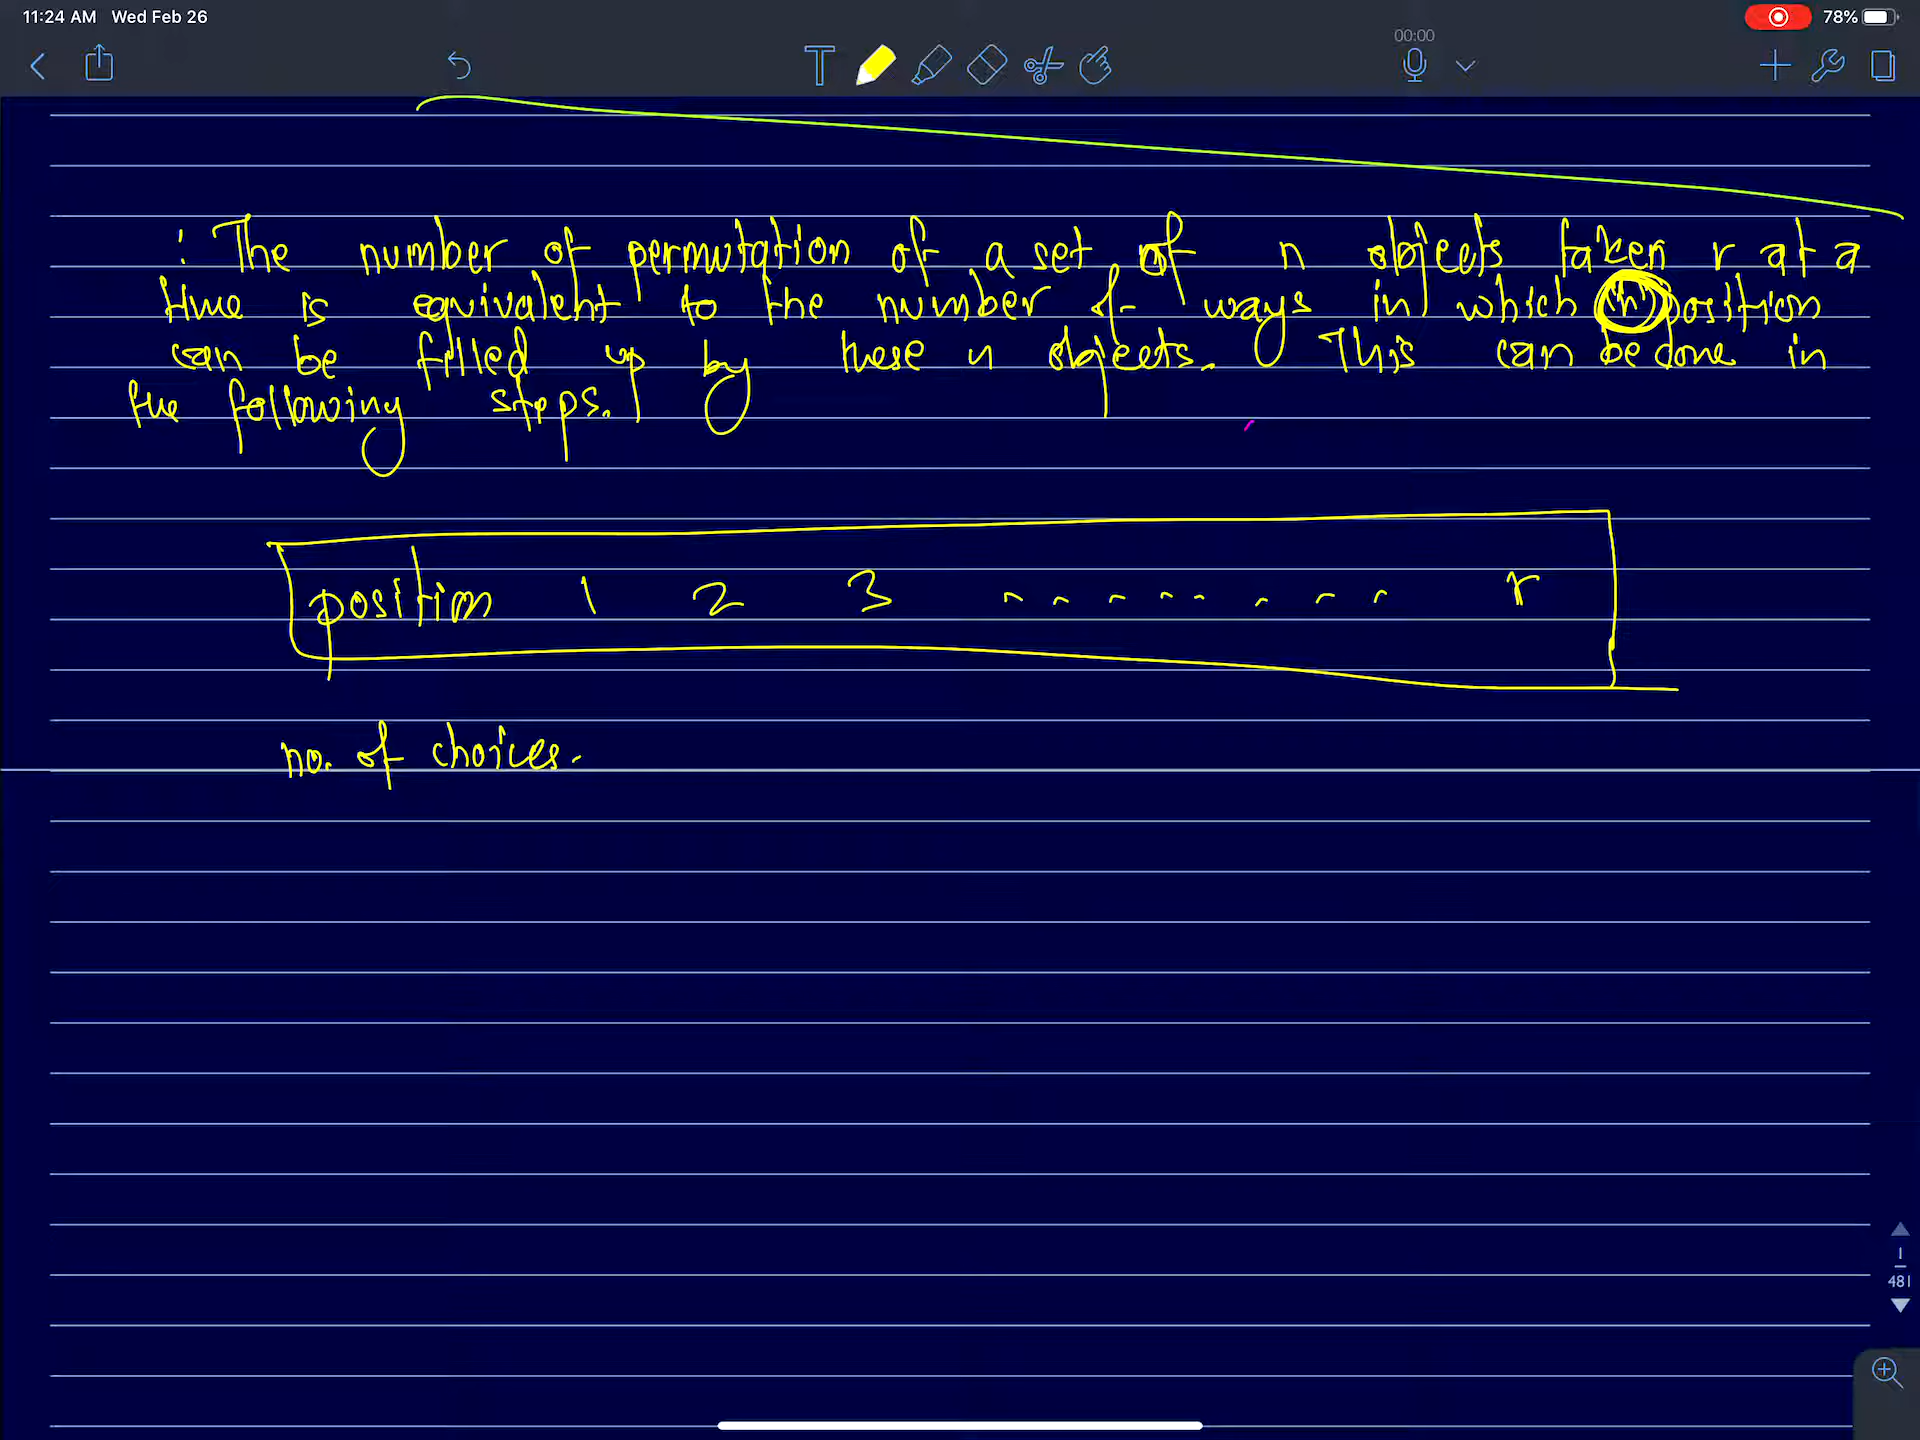 11:24 AM Wed Feb 26
78%
00:00
: The number of permutation of a set of n objects taken r at a
time is equivalent to the number of ways in which 'r' position
can be filled up by these n objects. This can be done in
the following steps.
position 1 2 3 - - - - - - - - r
no. of choices.
1
481